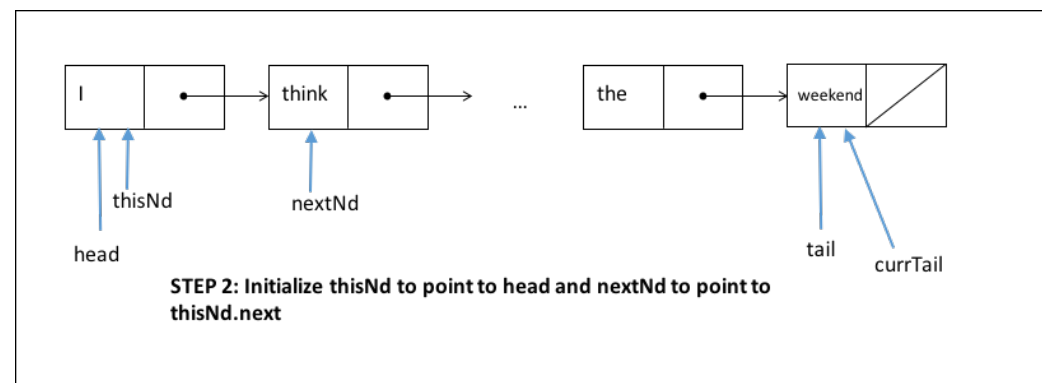 I think ... the weekend
thisNd nextNd
head tail currTail
STEP 2: Initialize thisNd to point to head and nextNd to point to
thisNd.next